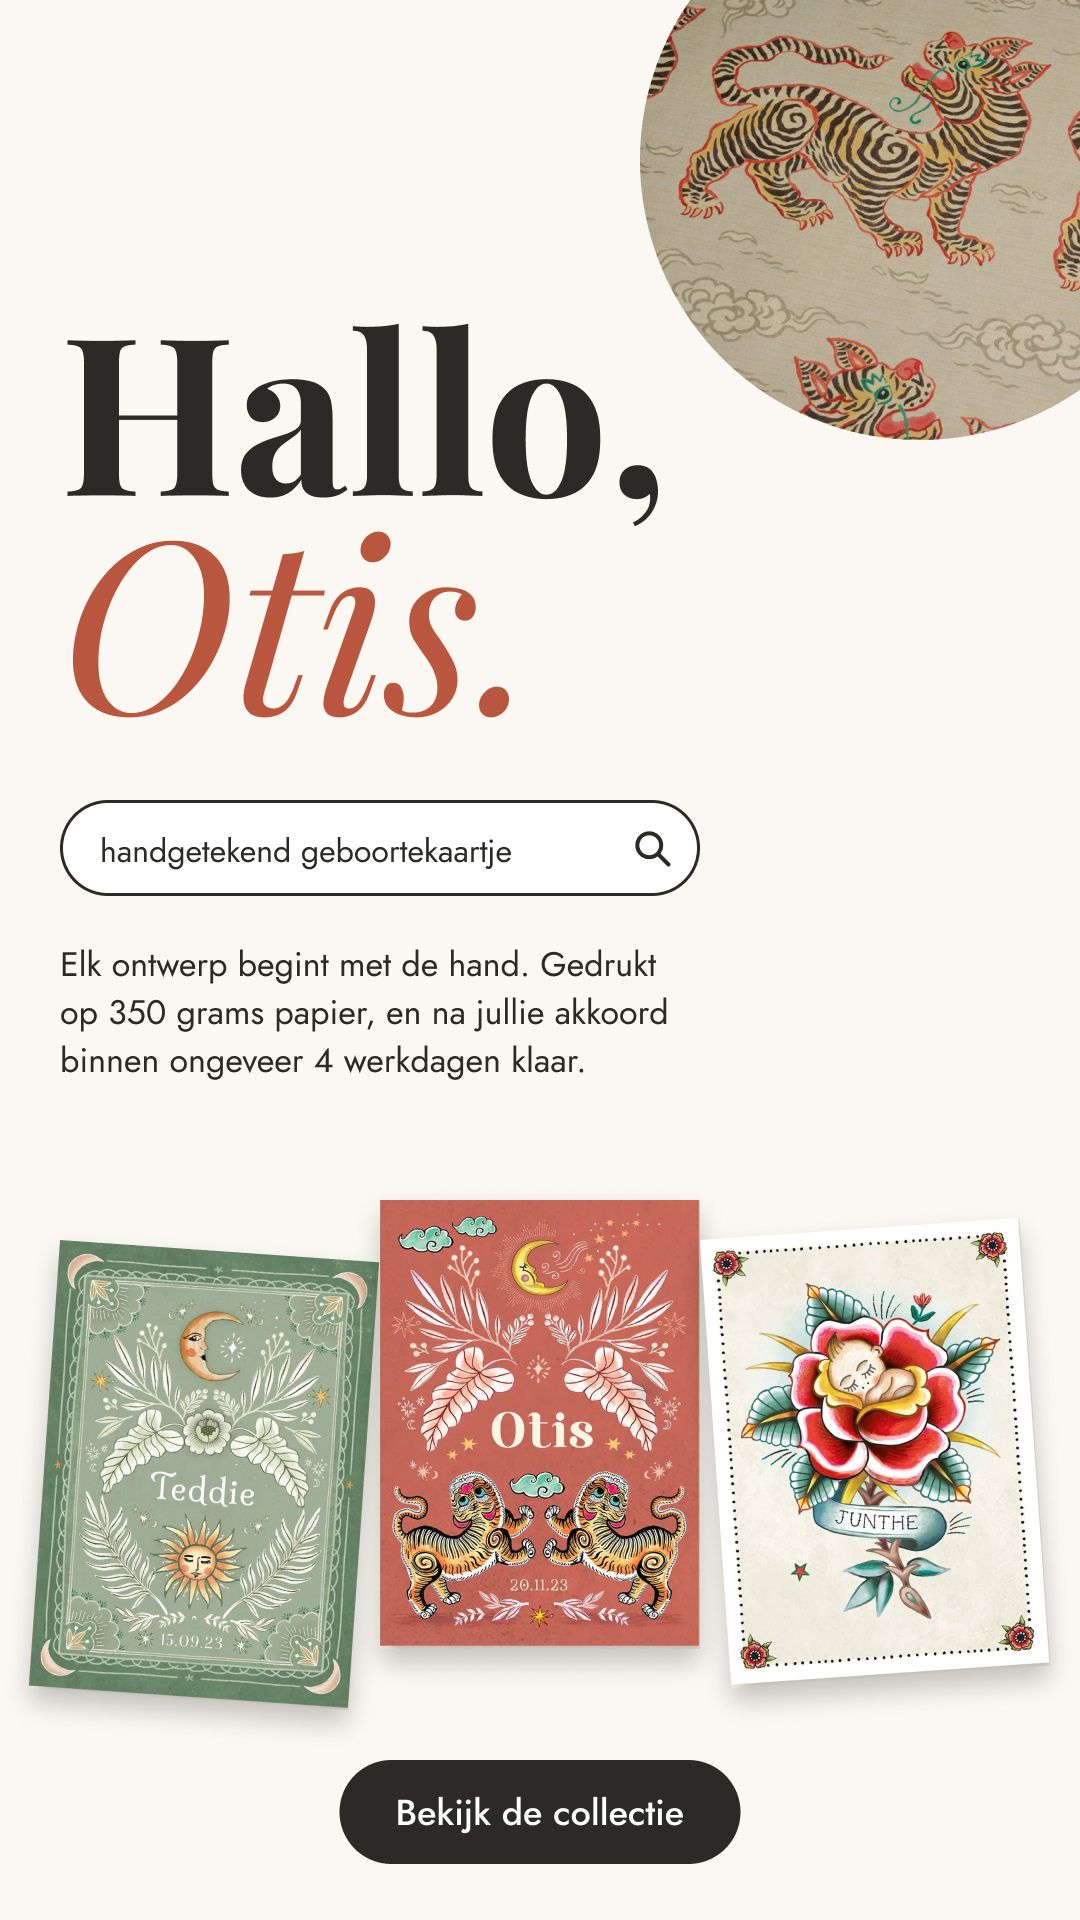 Hallo,
Otis.
handgetekend geboortekaartje
Elk ontwerp begint met de hand. Gedrukt
op 350 grams papier, en na jullie akkoord
binnen ongeveer 4 werkdagen klaar.
Teddie
15.09.23
Otis
20.11.23
JUNTHE
Bekijk de collectie